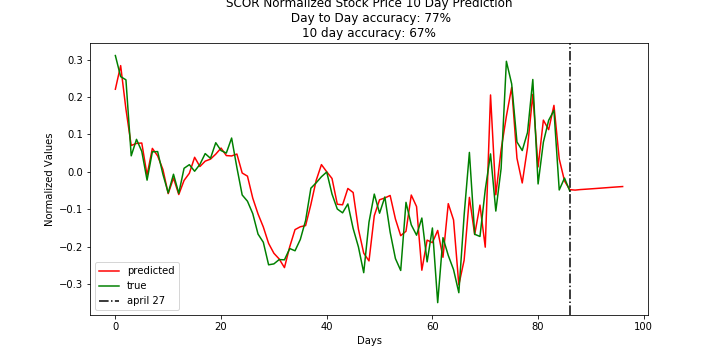 SCOR Normalized Stock Price 10 Day Prediction
Day to Day accuracy: 77%
10 day accuracy: 67%
Normalized Values
0.3
0.2
0.1
0.0
−0.1
−0.2
−0.3
predicted
true
april 27
0
20
40
60
80
100
Days